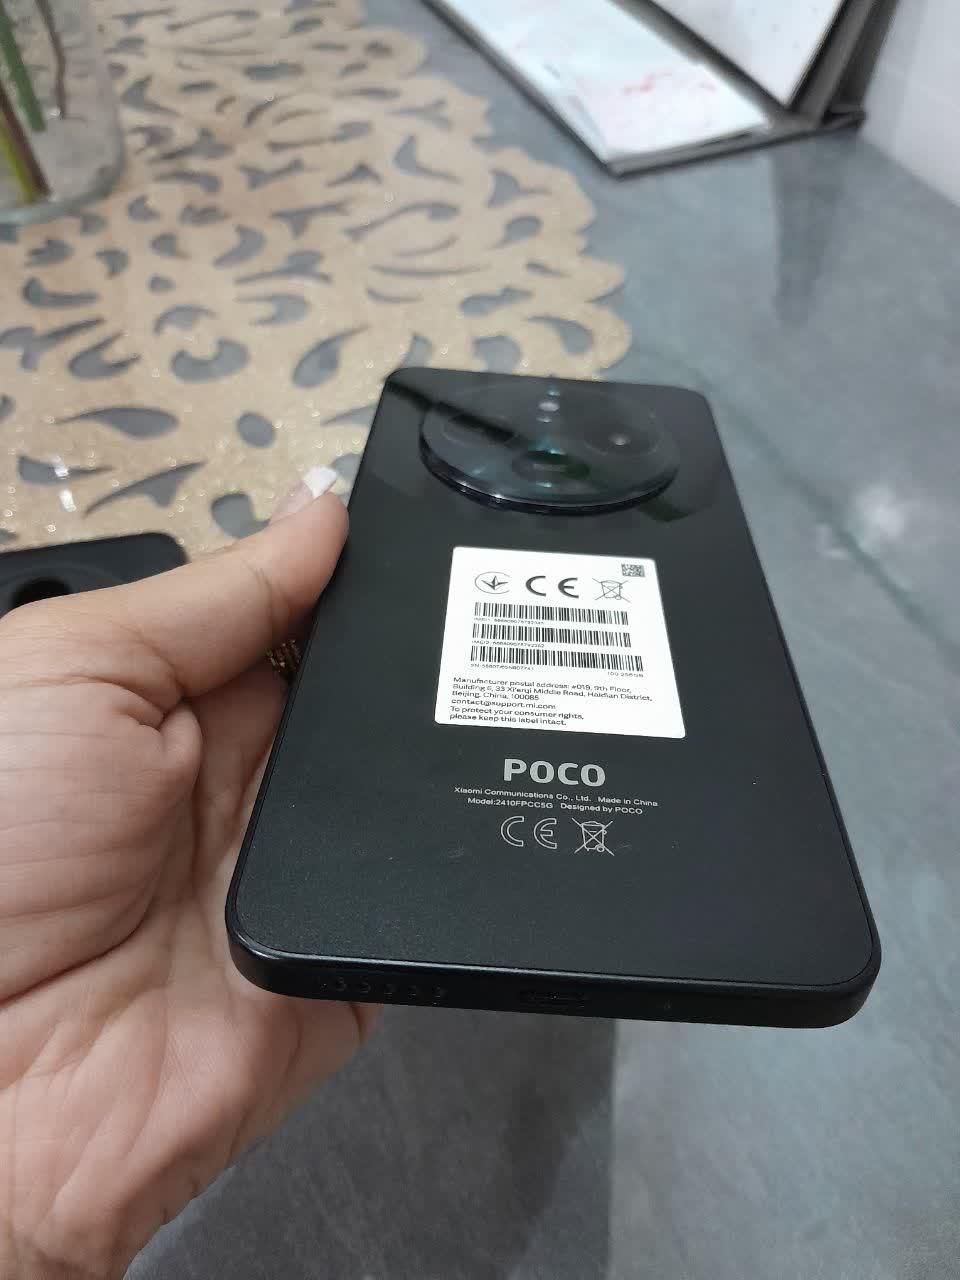 CE
Manufacturer postal address: #019, 9th Floor,
Building 6, 33 Xi'erqi Middle Road, Haidian District,
Beijing, China, 100085
contact@support.mi.com
To protect your consumer rights,
please keep this label intact.
POCO
Xiaomi Communications Co., Ltd. Made in China
Model:2410FPCC5G Designed by POCO
CE